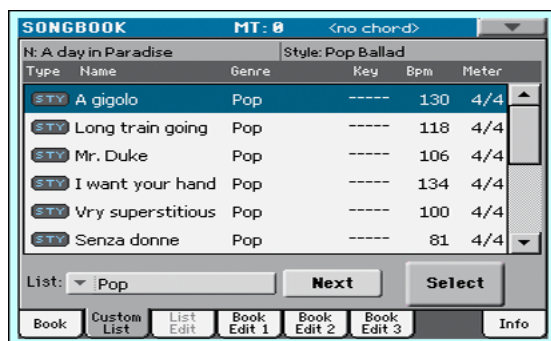 SONGBOOK MT: 0 <no chord>
N: A day in Paradise Style: Pop Ballad
Type Name Genre Key Bpm Meter
STY A gigolo Pop ----- 130 4/4
STY Long train going Pop ----- 118 4/4
STY Mr. Duke Pop ----- 106 4/4
STY I want your hand Pop ----- 134 4/4
STY Vry superstitious Pop ----- 100 4/4
STY Senza donne Pop ----- 81 4/4
List: Pop Next Select
Book Custom List List Edit Book Edit 1 Book Edit 2 Book Edit 3 Info